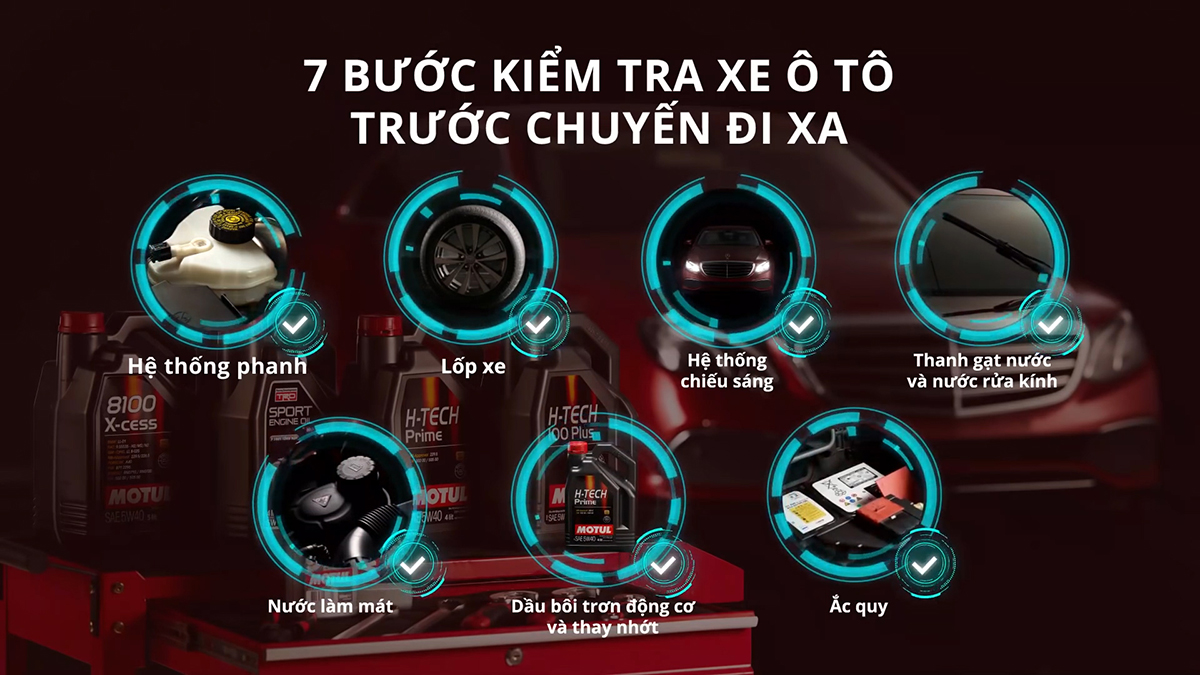 7 BƯỚC KIỂM TRA XE Ô TÔ
TRƯỚC CHUYẾN ĐI XA
Hệ thống phanh
Lốp xe
Hệ thống
chiếu sáng
Thanh gạt nước
và nước rửa kính
8100
X-cess
MOTUL
SAE 5W40
TRD
SPORT
ENGINE OIL
H-TECH
Prime
MOTUL
5W40
H-TECH
100 Plus
H-TECH
Prime
MOTUL
SAE 5W40
MOTUL
Nước làm mát
Dầu bôi trơn động cơ
và thay nhớt
Ắc quy